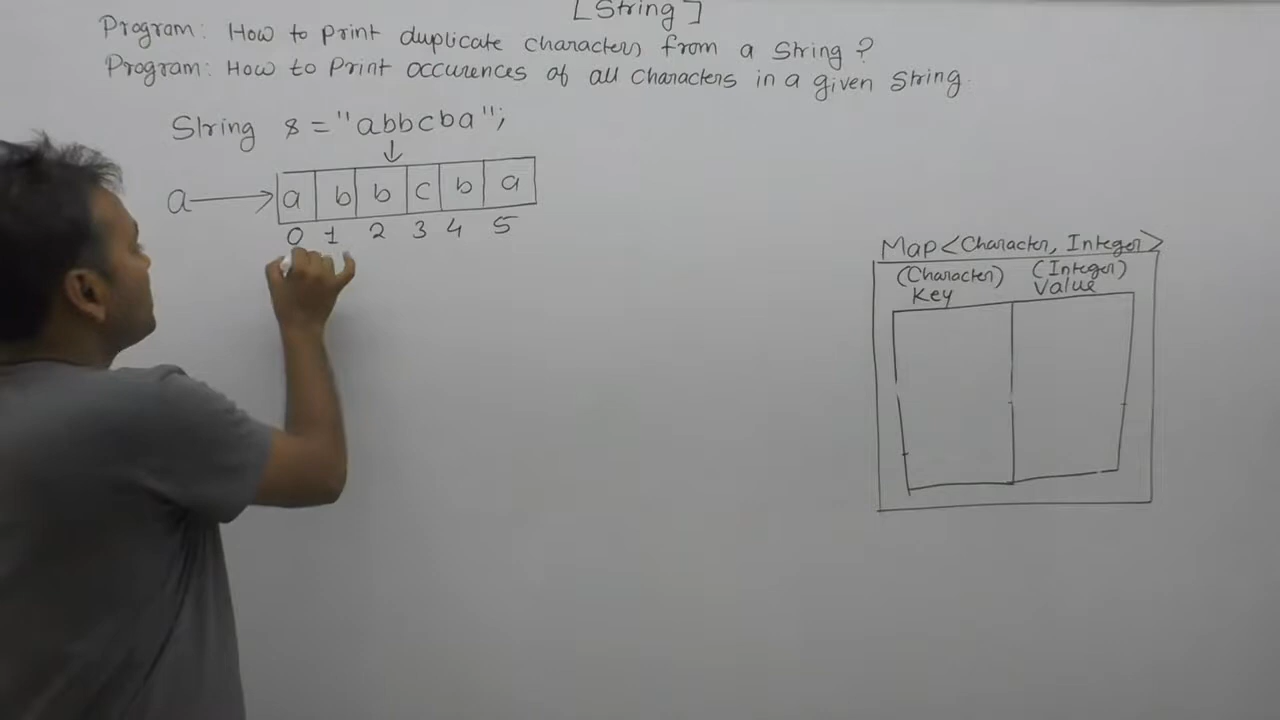 [String]
Program: How to print duplicate characters from a String?
Program: How to Print occurences of all characters in a given String.
String s = "abbcba";
a a b b c b a
0 1 2 3 4 5
Map<Character, Integer>
(Character) (Integer)
Key Value